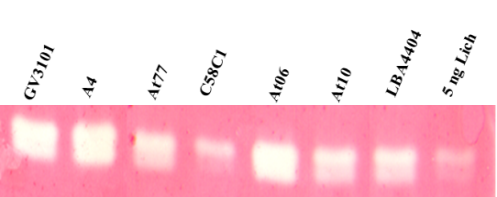 GV3101
A4
At77
C58C1
At06
At10
LBA4404
5 ng Lich